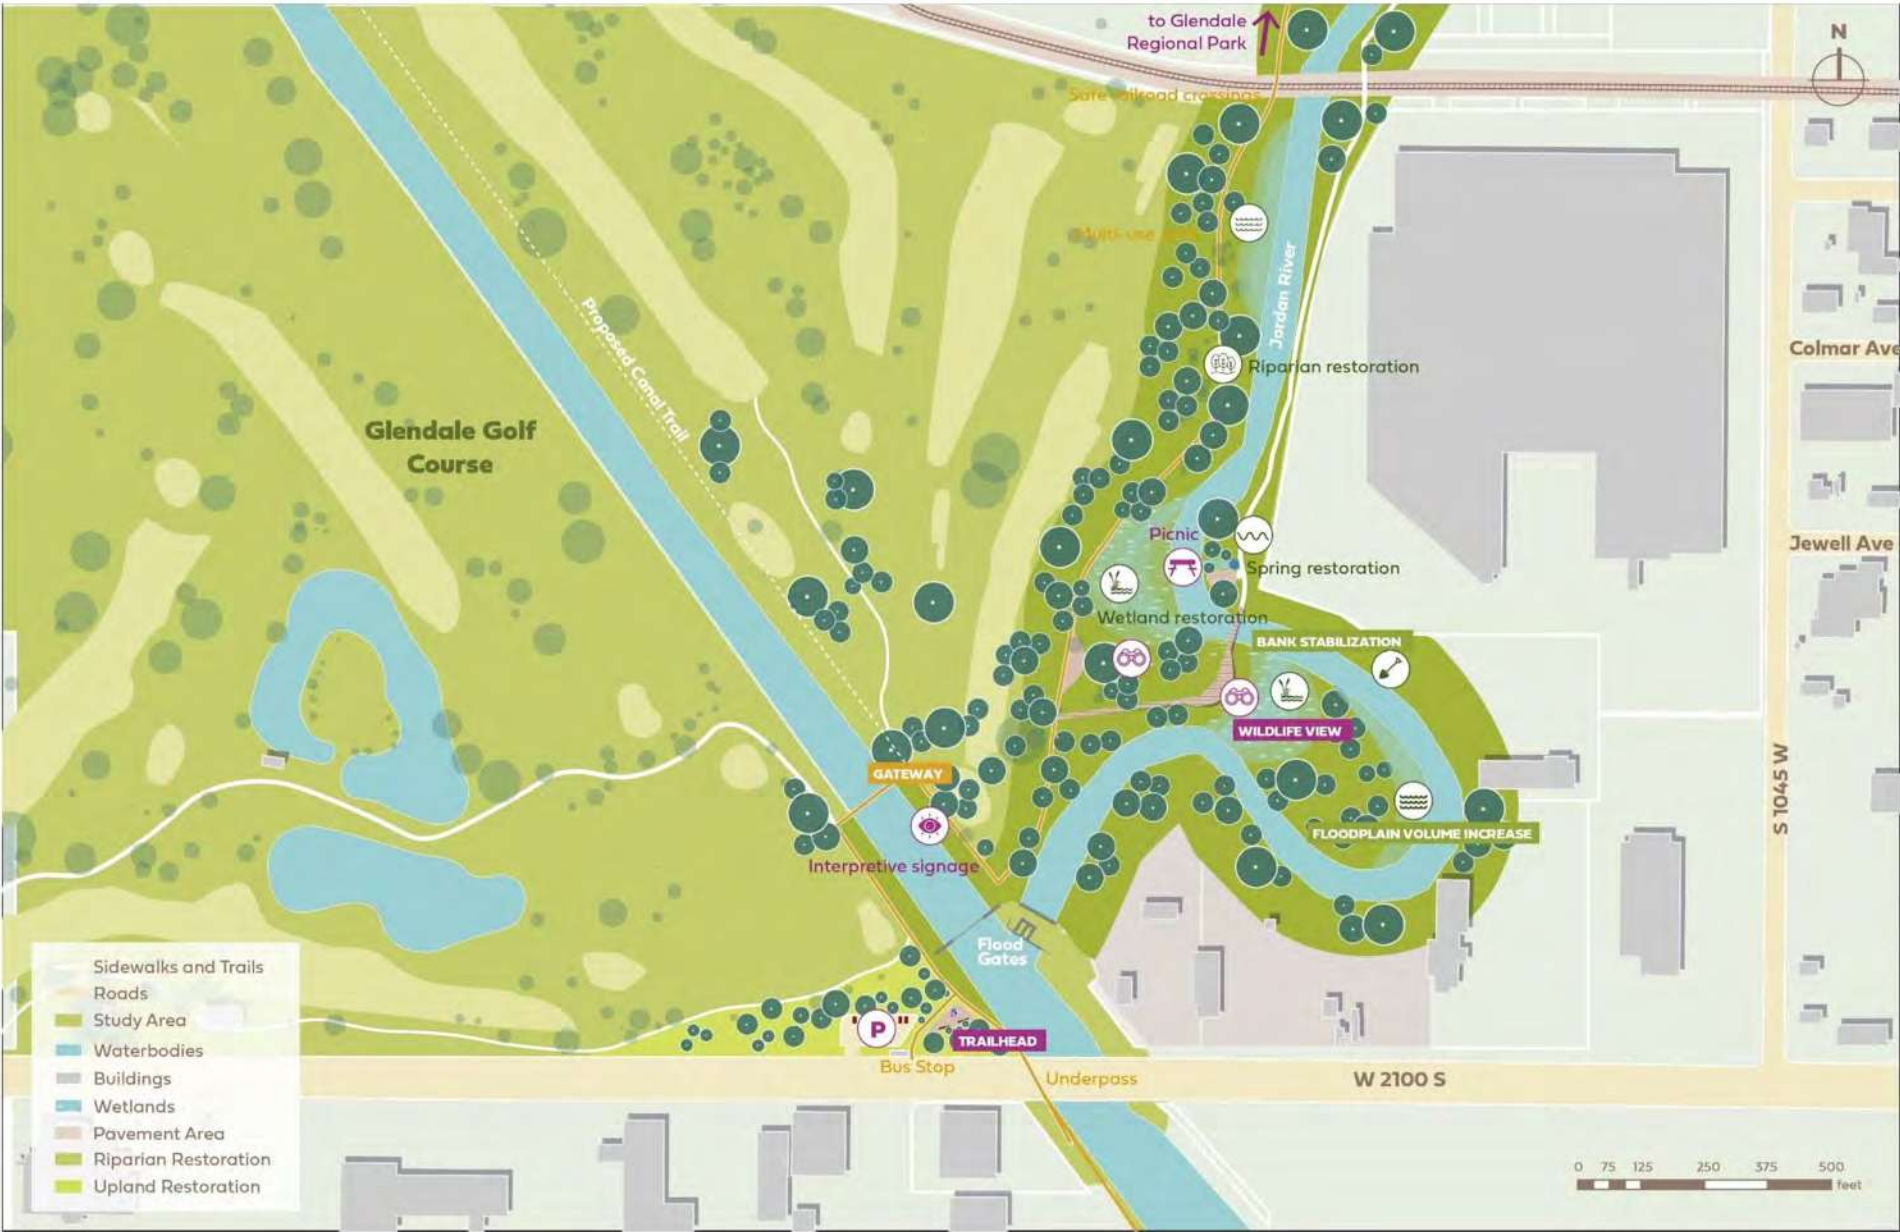 to Glendale
Regional Park
N
Safe railroad crossings
Multi-use
Jordan River
Proposed Canal Trail
Riparian restoration
Colmar Ave
Glendale Golf
Course
Picnic
Jewell Ave
Spring restoration
Wetland restoration
BANK STABILIZATION
WILDLIFE VIEW
GATEWAY
S 1045 W
FLOODPLAIN VOLUME INCREASE
Interpretive signage
Flood
Gates
Sidewalks and Trails
Roads
Study Area
Waterbodies
Buildings
Wetlands
Pavement Area
Riparian Restoration
Upland Restoration
P
TRAILHEAD
Bus Stop
Underpass
W 2100 S
0 75 125 250 375 500
feet